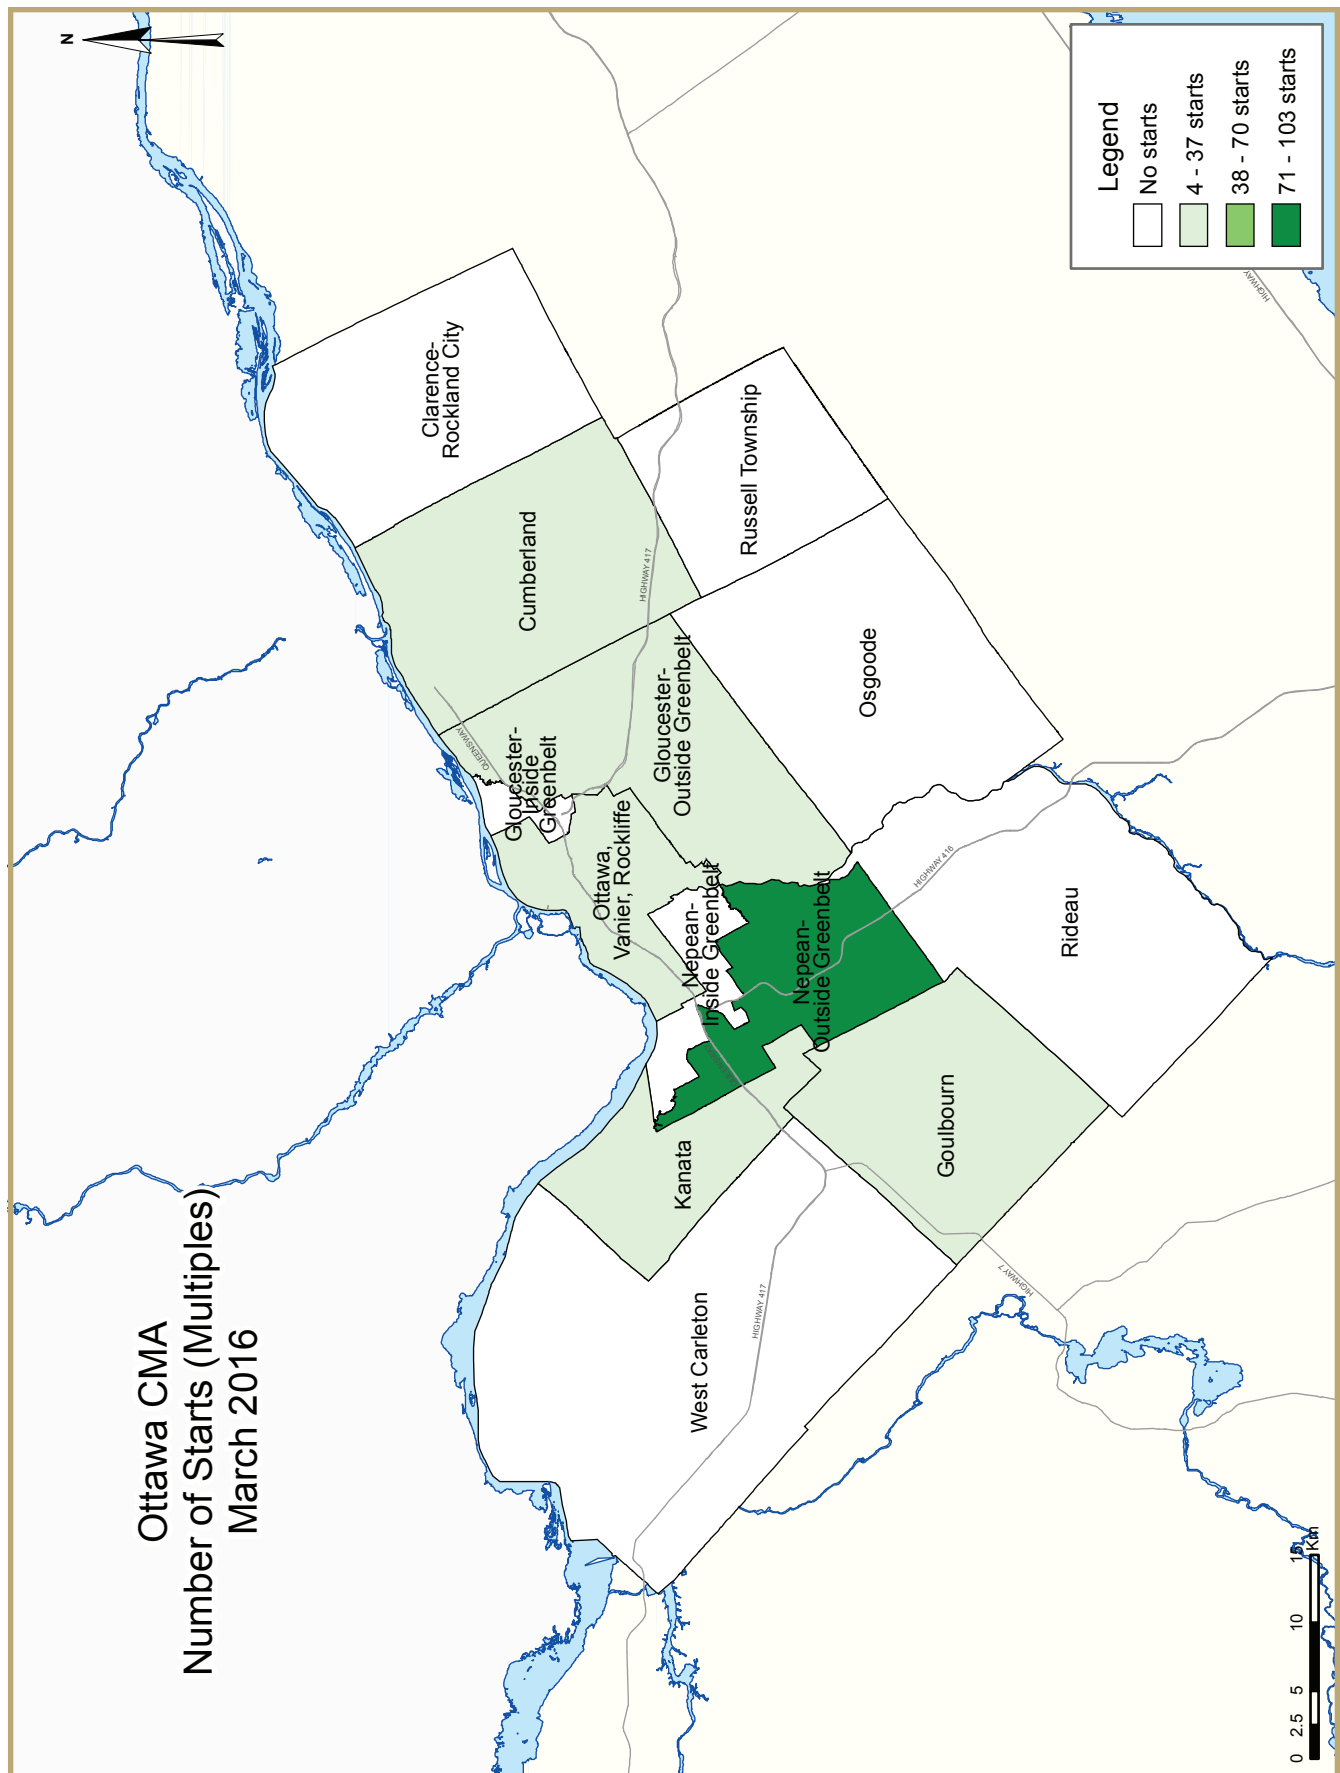 Ottawa CMA
Number of Starts (Multiples)
March 2016
N
Legend
No starts
4 - 37 starts
38 - 70 starts
71 - 103 starts
Clarence-
Rockland City
Cumberland
Russell Township
HIGHWAY 417
QUEENSWAY
Gloucester-
Inside
Greenbelt
Gloucester-
Outside Greenbelt
Osgoode
Ottawa,
Vanier, Rockliffe
Nepean-
Inside Greenbelt
Nepean-
Outside Greenbelt
HIGHWAY 416
Rideau
Kanata
Goulbourn
West Carleton
HIGHWAY 417
HIGHWAY 7
HIGHWAY
0 2.5 5 10 15
Km